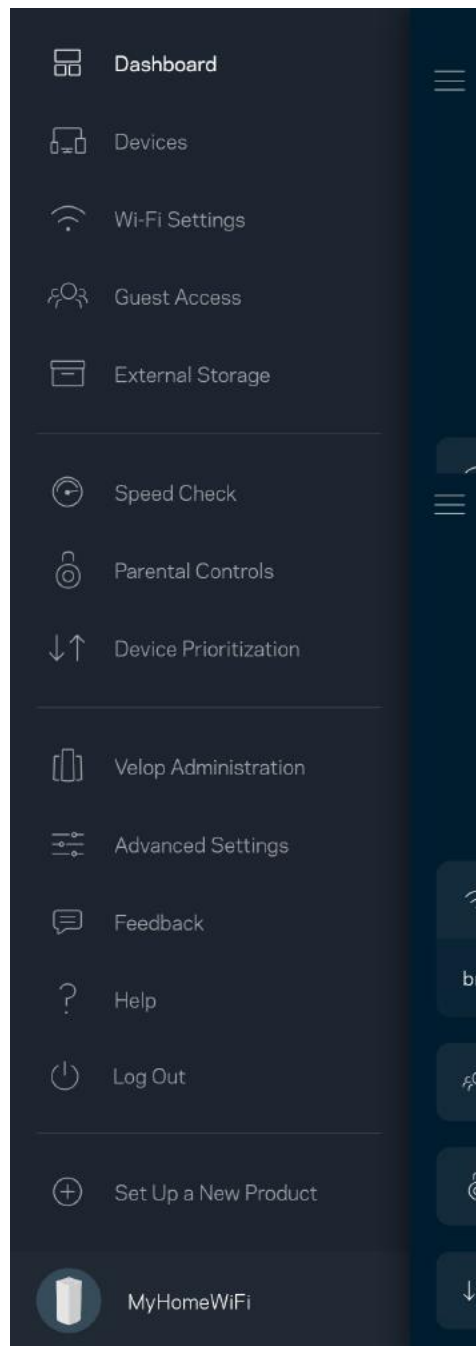 Dashboard
Devices
Wi-Fi Settings
Guest Access
External Storage
Speed Check
Parental Controls
Device Prioritization
Velop Administration
Advanced Settings
Feedback
Help
Log Out
Set Up a New Product
MyHomeWiFi